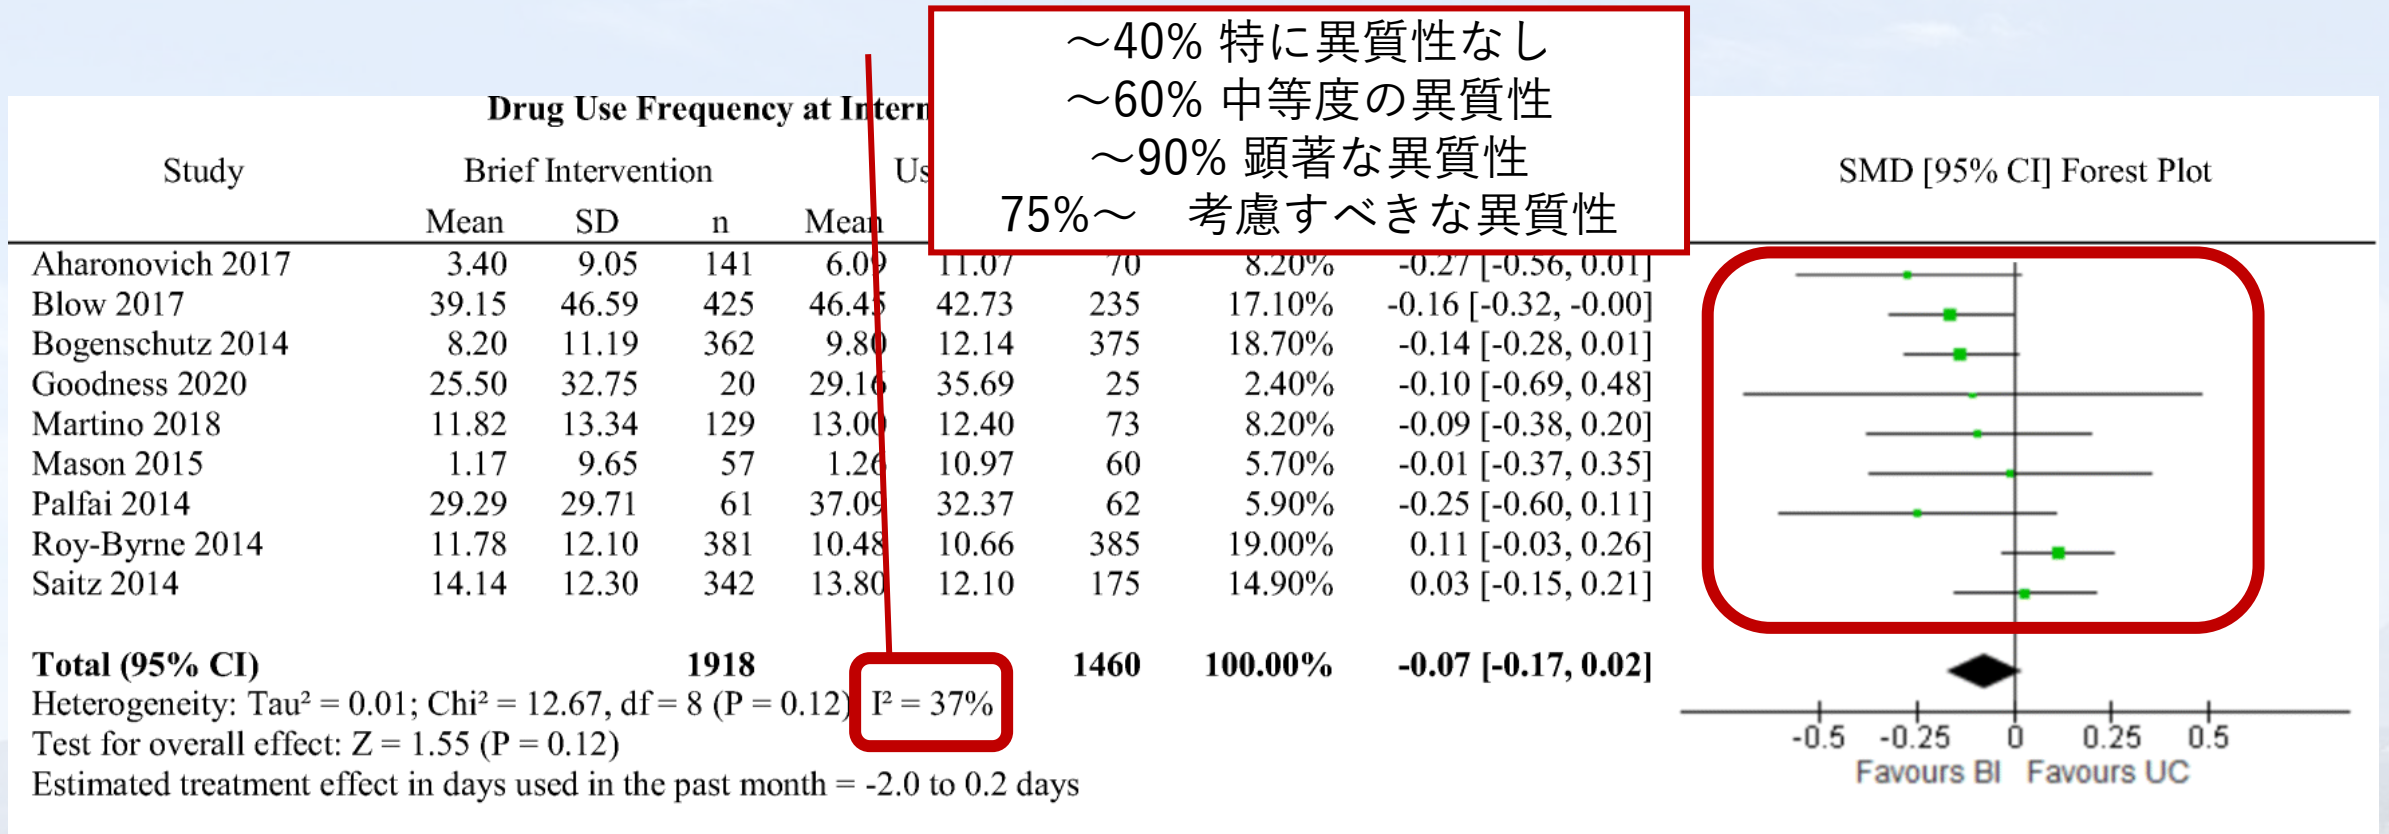 ～40% 特に異質性なし
～60% 中等度の異質性
～90% 顕著な異質性
75%～　考慮すべきな異質性
Drug Use Frequency at Intern
Study Brief Intervention Us SMD [95% CI] Forest Plot
Mean SD n Mean
Aharonovich 2017 3.40 9.05 141 6.09 11.07 70 8.20% -0.27 [-0.56, 0.01]
Blow 2017 39.15 46.59 425 46.45 42.73 235 17.10% -0.16 [-0.32, -0.00]
Bogenschutz 2014 8.20 11.19 362 9.80 12.14 375 18.70% -0.14 [-0.28, 0.01]
Goodness 2020 25.50 32.75 20 29.16 35.69 25 2.40% -0.10 [-0.69, 0.48]
Martino 2018 11.82 13.34 129 13.00 12.40 73 8.20% -0.09 [-0.38, 0.20]
Mason 2015 1.17 9.65 57 1.26 10.97 60 5.70% -0.01 [-0.37, 0.35]
Palfai 2014 29.29 29.71 61 37.09 32.37 62 5.90% -0.25 [-0.60, 0.11]
Roy-Byrne 2014 11.78 12.10 381 10.48 10.66 385 19.00% 0.11 [-0.03, 0.26]
Saitz 2014 14.14 12.30 342 13.80 12.10 175 14.90% 0.03 [-0.15, 0.21]
Total (95% CI) 1918 1460 100.00% -0.07 [-0.17, 0.02]
Heterogeneity: Tau² = 0.01; Chi² = 12.67, df = 8 (P = 0.12) I² = 37%
Test for overall effect: Z = 1.55 (P = 0.12)
Estimated treatment effect in days used in the past month = -2.0 to 0.2 days
-0.5 -0.25 0 0.25 0.5
Favours BI Favours UC